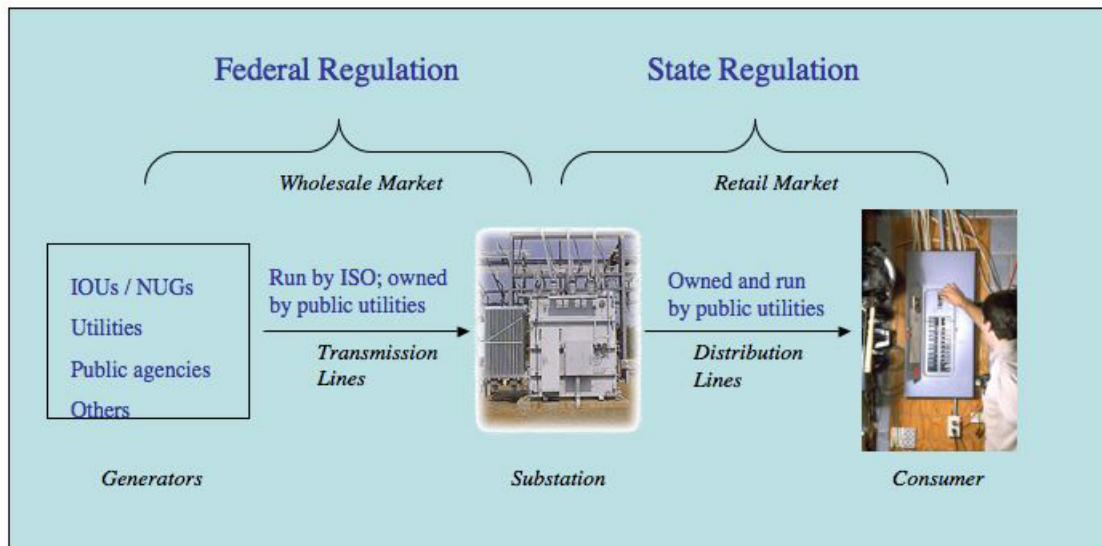 Federal Regulation
State Regulation
Wholesale Market
Retail Market
IOUs / NUGs
Utilities
Public agencies
Others
Run by ISO; owned
by public utilities
Transmission
Lines
Owned and run
by public utilities
Distribution
Lines
Generators
Substation
Consumer